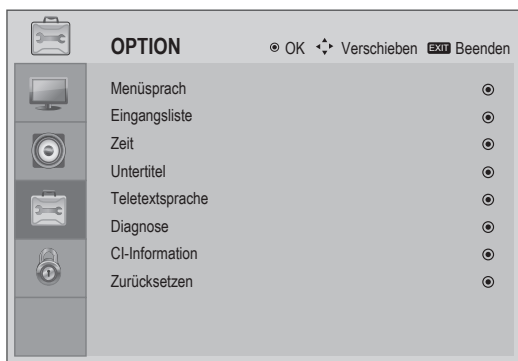 OPTION OK Verschieben EXIT Beenden
Menüsprach
Eingangsliste
Zeit
Untertitel
Teletextsprache
Diagnose
CI-Information
Zurücksetzen